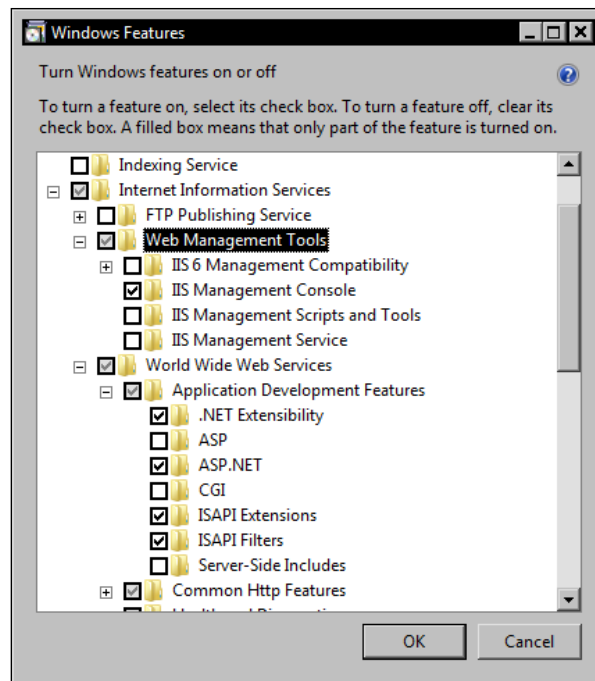 Windows Features
Turn Windows features on or off
To turn a feature on, select its check box. To turn a feature off, clear its
check box. A filled box means that only part of the feature is turned on.
Indexing Service
Internet Information Services
FTP Publishing Service
Web Management Tools
IIS 6 Management Compatibility
IIS Management Console
IIS Management Scripts and Tools
IIS Management Service
World Wide Web Services
Application Development Features
.NET Extensibility
ASP
ASP.NET
CGI
ISAPI Extensions
ISAPI Filters
Server-Side Includes
Common Http Features
OK
Cancel